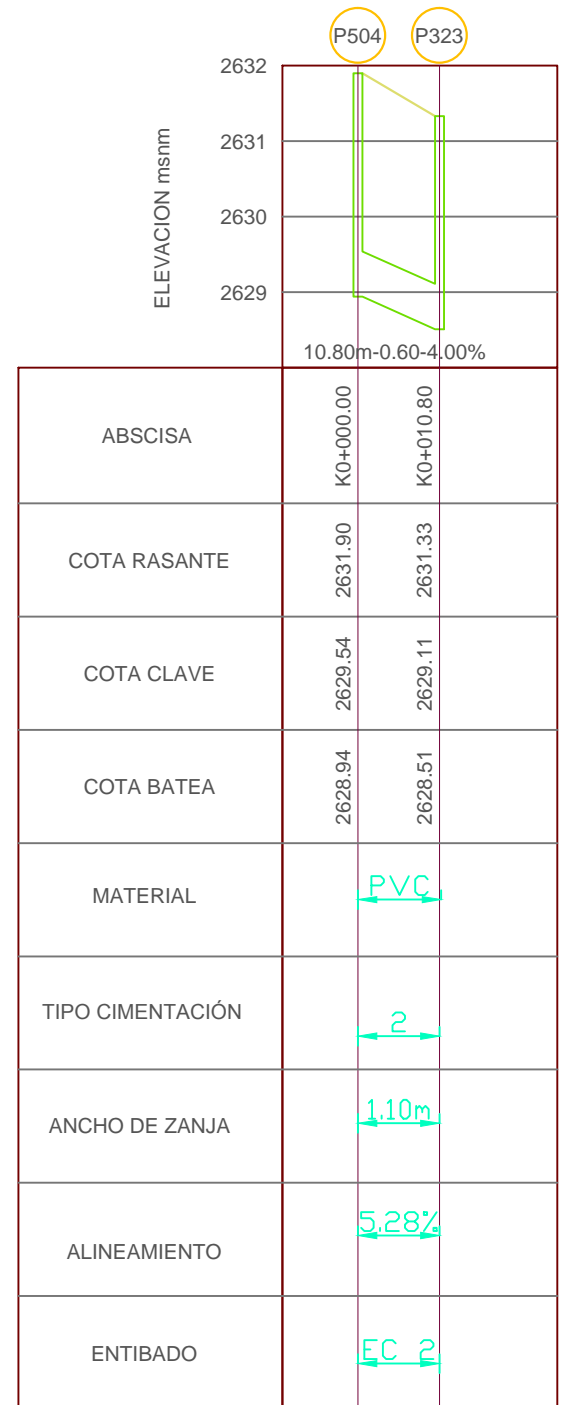 P504 P323
2632
2631
2630
2629
ELEVACION msnm
10.80m-0.60-4.00%
ABSCISA K0+000.00 K0+010.80
COTA RASANTE 2631.90 2631.33
COTA CLAVE 2629.54 2629.11
COTA BATEA 2628.94 2628.51
MATERIAL PVC
TIPO CIMENTACIÓN 2
ANCHO DE ZANJA 1.10m
ALINEAMIENTO 5.28%
ENTIBADO EC 2